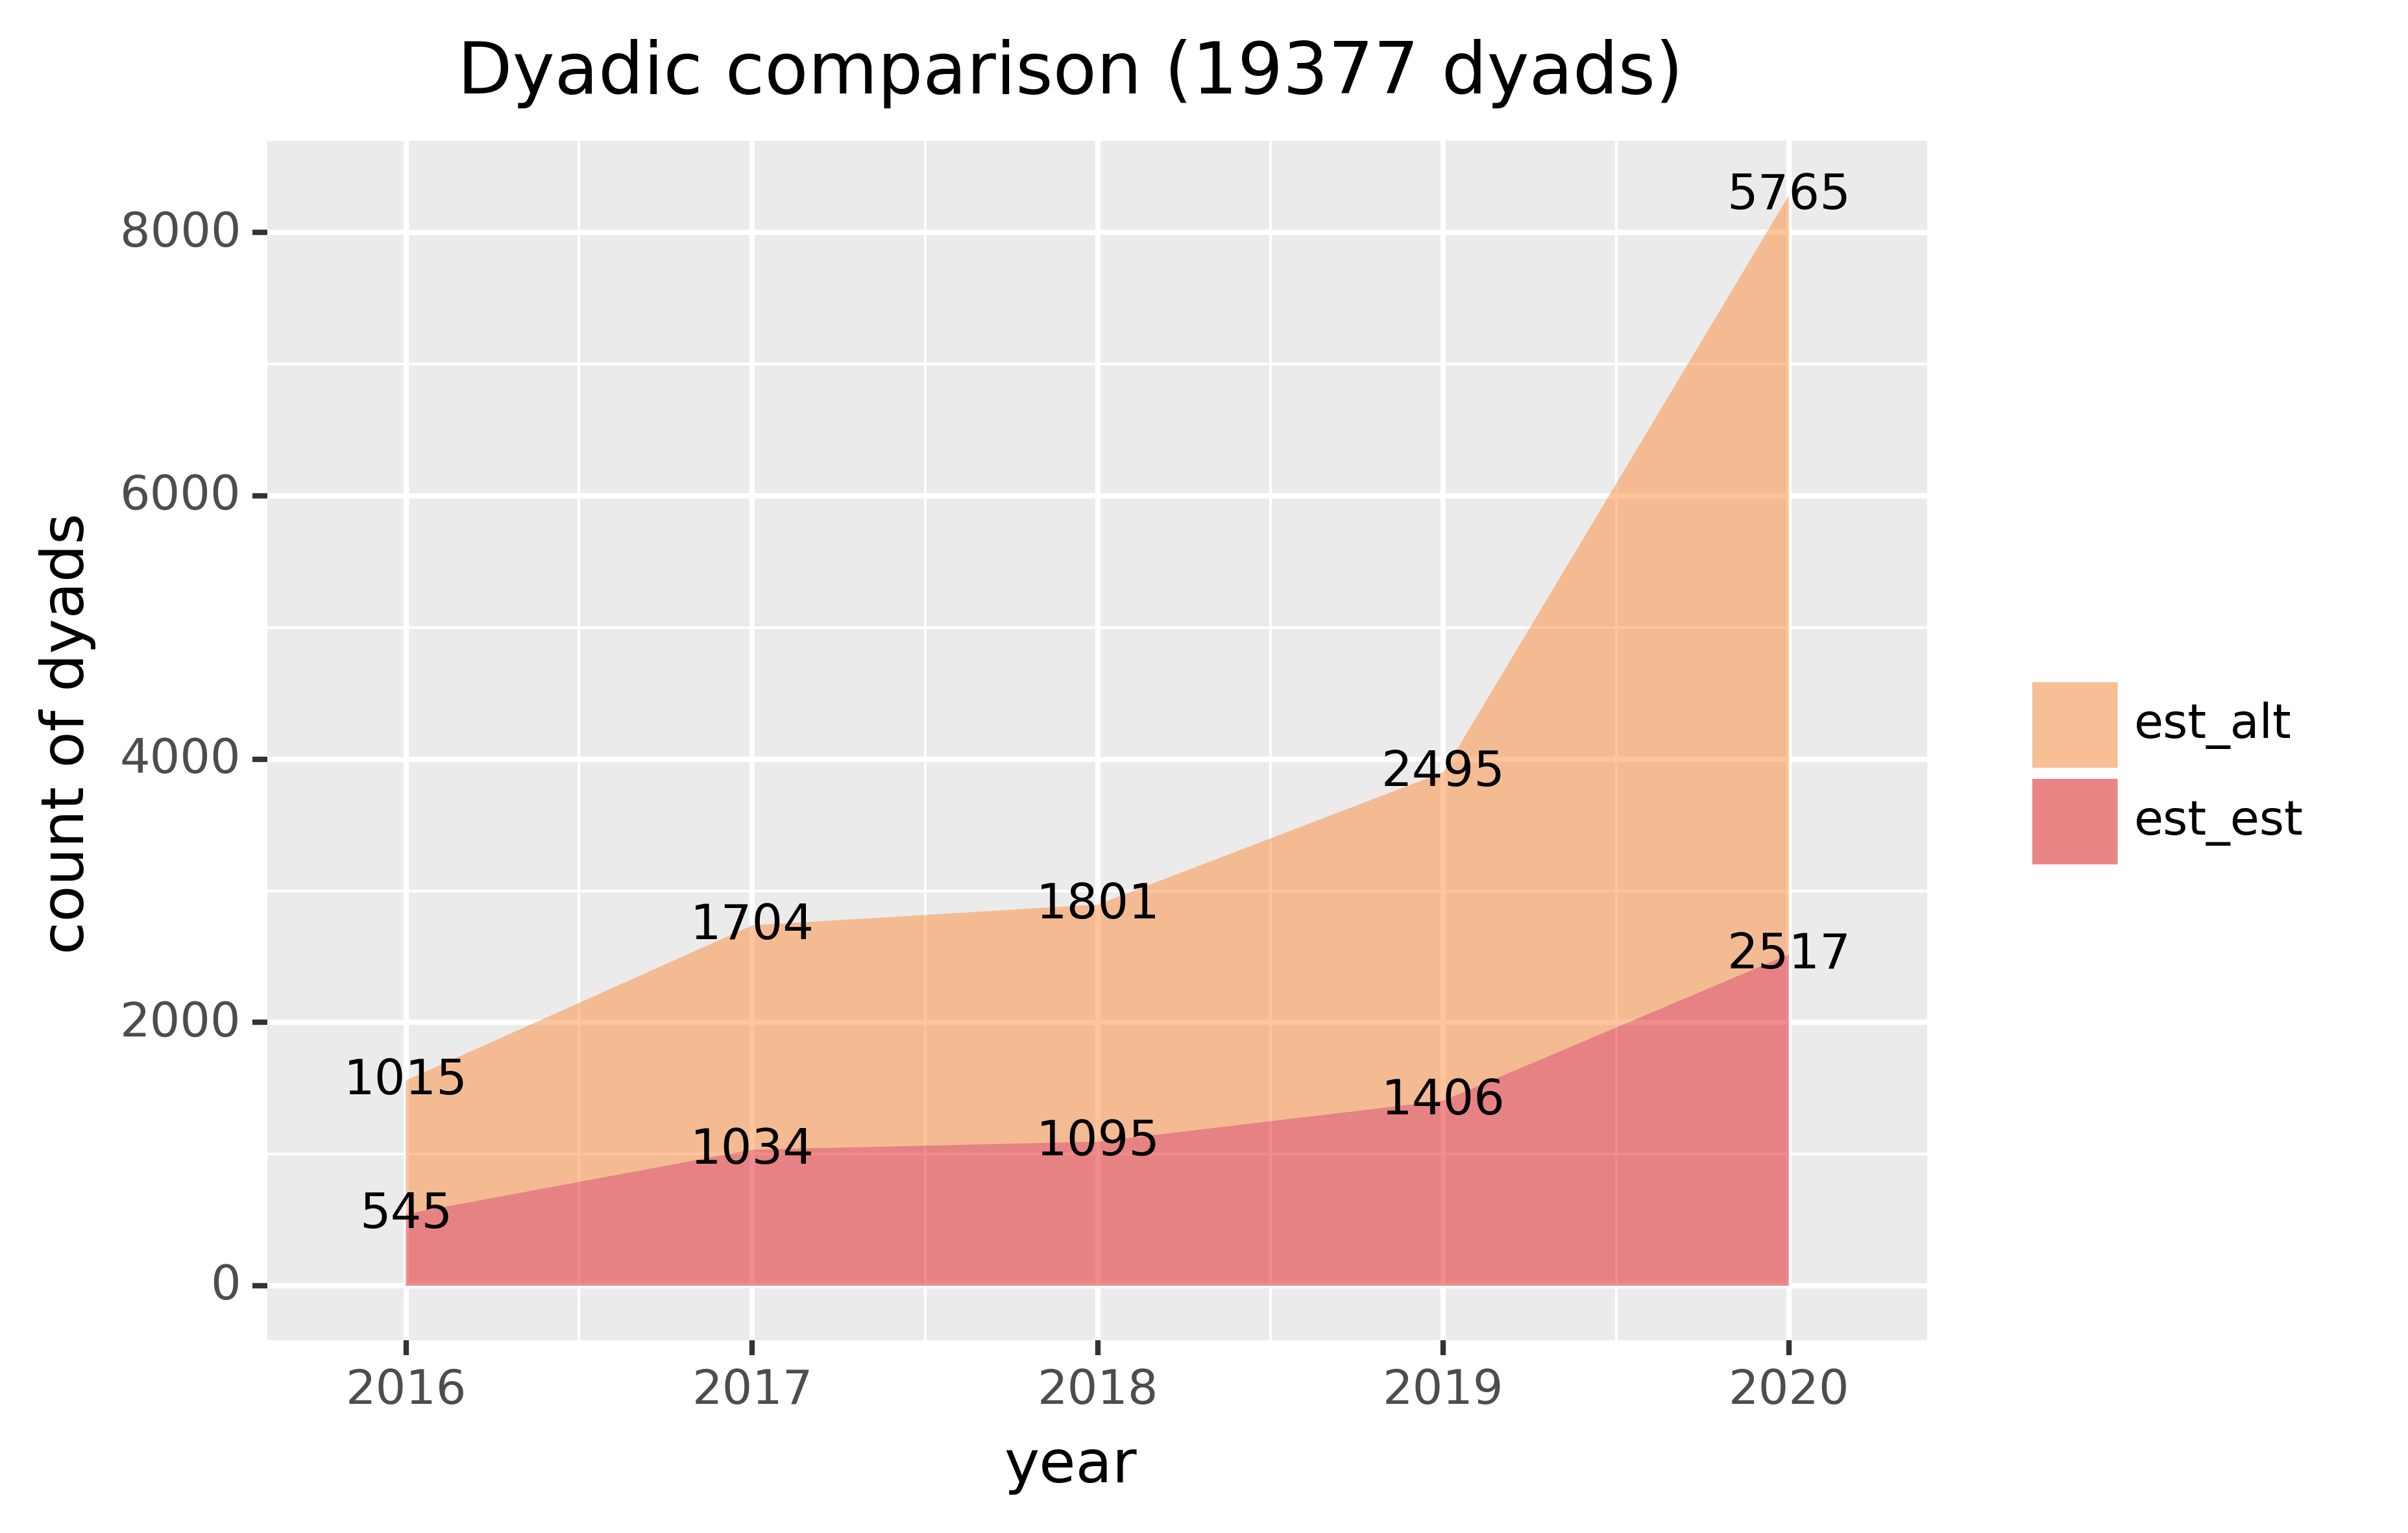 Dyadic comparison (19377 dyads)
count of dyads
8000
6000
4000
2000
0
5765
2495
1801
1704
1015
2517
1406
1095
1034
545
2016 2017 2018 2019 2020
year
est_alt
est_est